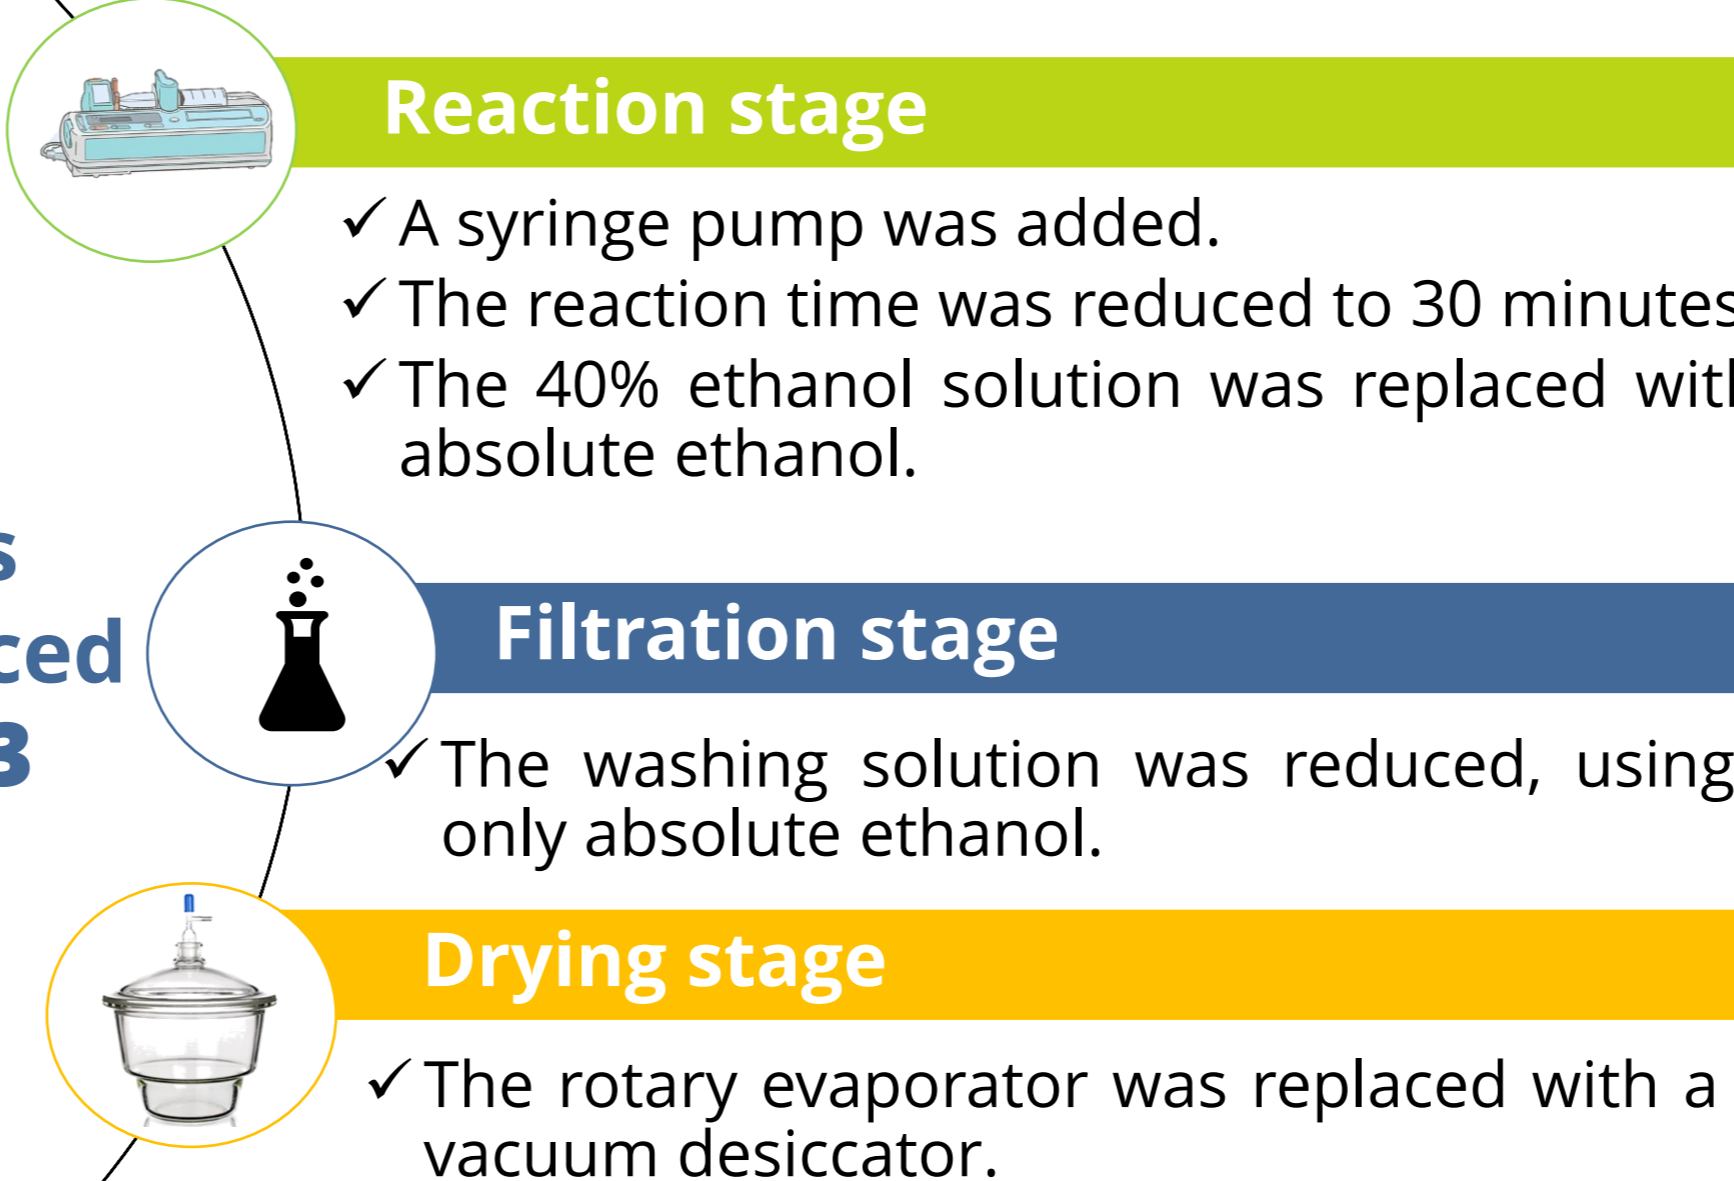 Reaction stage
✓ A syringe pump was added.
✓ The reaction time was reduced to 30 minutes
✓ The 40% ethanol solution was replaced with
absolute ethanol.
ced
3
Filtration stage
✓ The washing solution was reduced, using
only absolute ethanol.
Drying stage
✓ The rotary evaporator was replaced with a
vacuum desiccator.